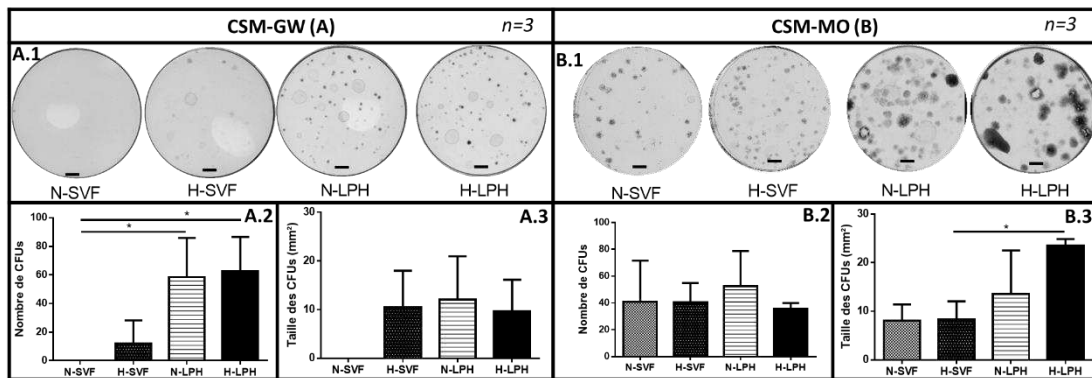 CSM-GW (A) n=3 CSM-MO (B) n=3
A.1 B.1
N-SVF H-SVF N-LPH H-LPH N-SVF H-SVF N-LPH H-LPH
A.2
Nombre de CFUs
100
80
60
40
20
0
* *
N-SVF H-SVF N-LPH H-LPH
A.3
Taille des CFUs (mm²)
30
20
10
0
N-SVF H-SVF N-LPH H-LPH
B.2
Nombre de CFUs
100
80
60
40
20
0
N-SVF H-SVF N-LPH H-LPH
B.3
Taille des CFUs (mm²)
30
20
10
0
*
N-SVF H-SVF N-LPH H-LPH